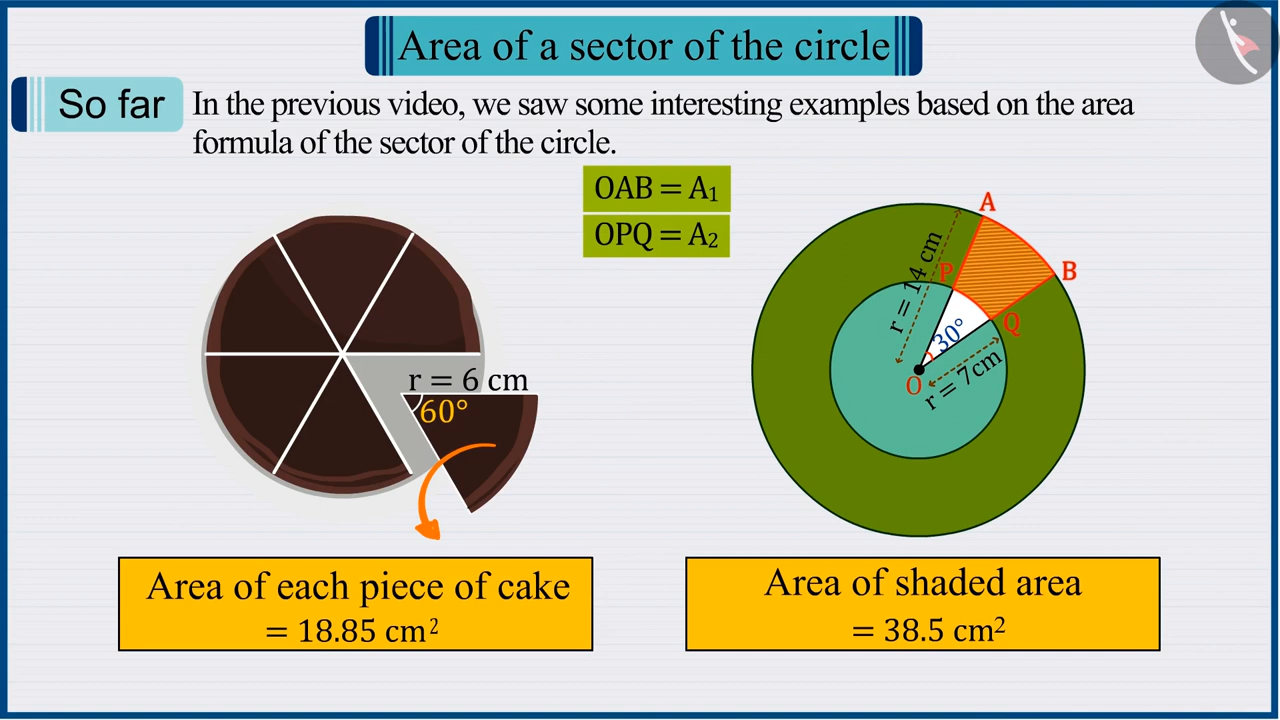 Area of a sector of the circle
So far
In the previous video, we saw some interesting examples based on the area
formula of the sector of the circle.
OAB = A₁
OPQ = A₂
r = 6 cm
60°
A
B
P
Q
O
r = 14 cm
30°
r = 7cm
Area of each piece of cake
= 18.85 cm²
Area of shaded area
= 38.5 cm²